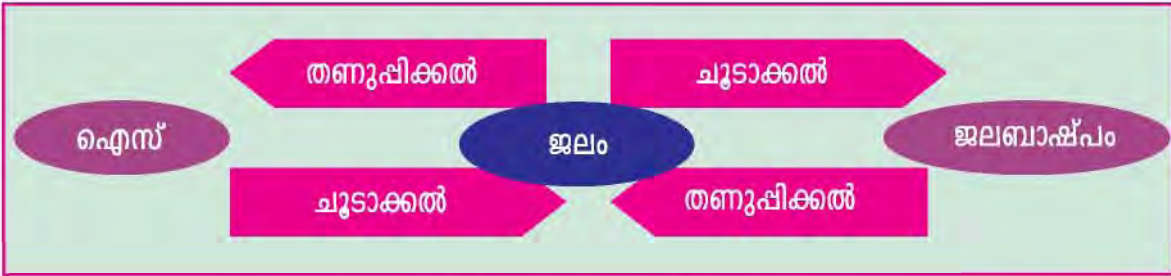 തണുപ്പിക്കൽ
ചൂടാക്കൽ
ഐസ്
ജലം
ജലബാഷ്പം
ചൂടാക്കൽ
തണുപ്പിക്കൽ